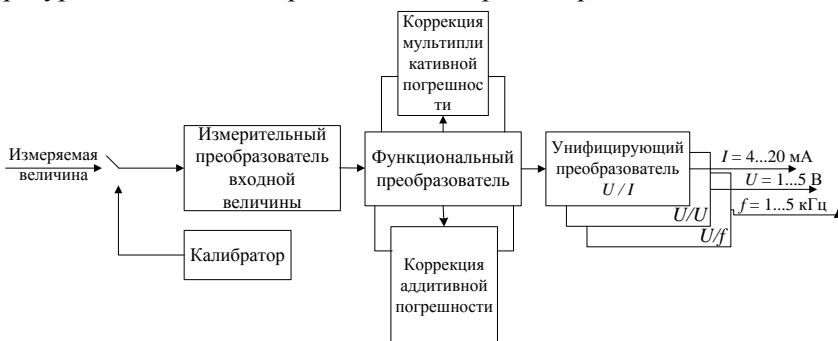 Коррекция
мультипли
кативной
погрешнос
ти
Измеряемая
величина
Измерительный
преобразователь
входной
величины
Функциональный
преобразователь
Унифицирующий
преобразователь
U / I
I = 4...20 мА
U = 1...5 В
f = 1...5 кГц
U/U
U/f
Калибратор
Коррекция
аддитивной
погрешности